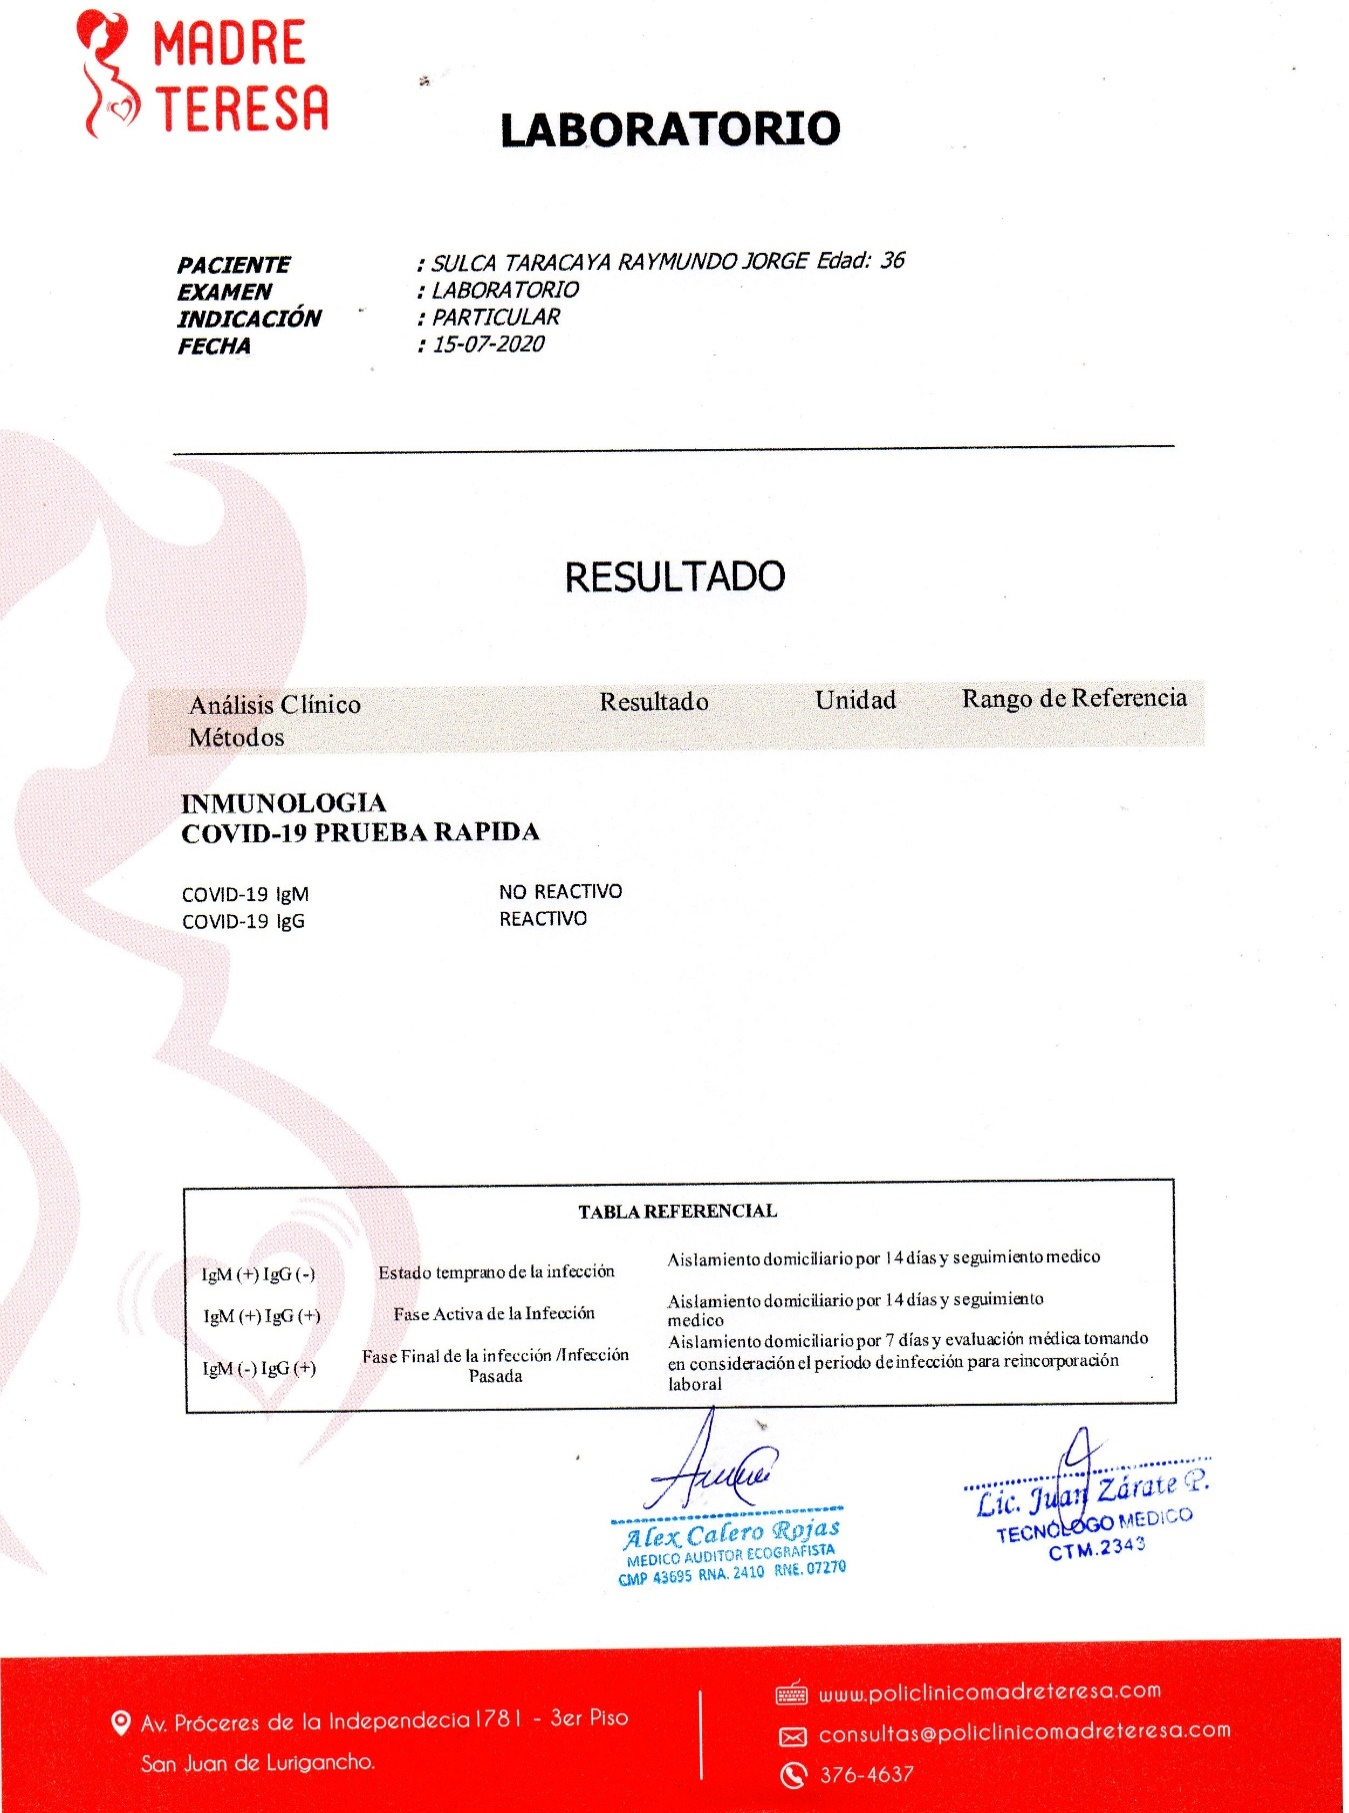 MADRE
TERESA
LABORATORIO
PACIENTE : SULCA TARACAYA RAYMUNDO JORGE Edad: 36
EXAMEN : LABORATORIO
INDICACIÓN : PARTICULAR
FECHA : 15-07-2020
RESULTADO
Análisis Clínico Resultado Unidad Rango de Referencia
Métodos
INMUNOLOGIA
COVID-19 PRUEBA RAPIDA
COVID-19 IgM NO REACTIVO
COVID-19 IgG REACTIVO
TABLA REFERENCIAL
IgM (+) IgG (-) Estado temprano de la infección Aislamiento domiciliario por 14 días y seguimiento medico
IgM (+) IgG (+) Fase Activa de la Infección Aislamiento domiciliario por 14 días y seguimiento
medico
IgM (-) IgG (+) Fase Final de la infección /Infección Aislamiento domiciliario por 7 días y evaluación médica tomando
Pasada en consideración el periodo de infección para reincorporación
laboral
Alex Calero Rojas
MEDICO AUDITOR ECOGRAFISTA
CMP 43695 RNA. 2410 RNE. 07270
Lic. Juan Zárate P.
TECNOLOGO MEDICO
CTM.2343
Av. Próceres de la Independecia 1781 - 3er Piso
San Juan de Lurigancho.
www.policlinicomadreteresa.com
consultas@policlinicomadreteresa.com
376-4637